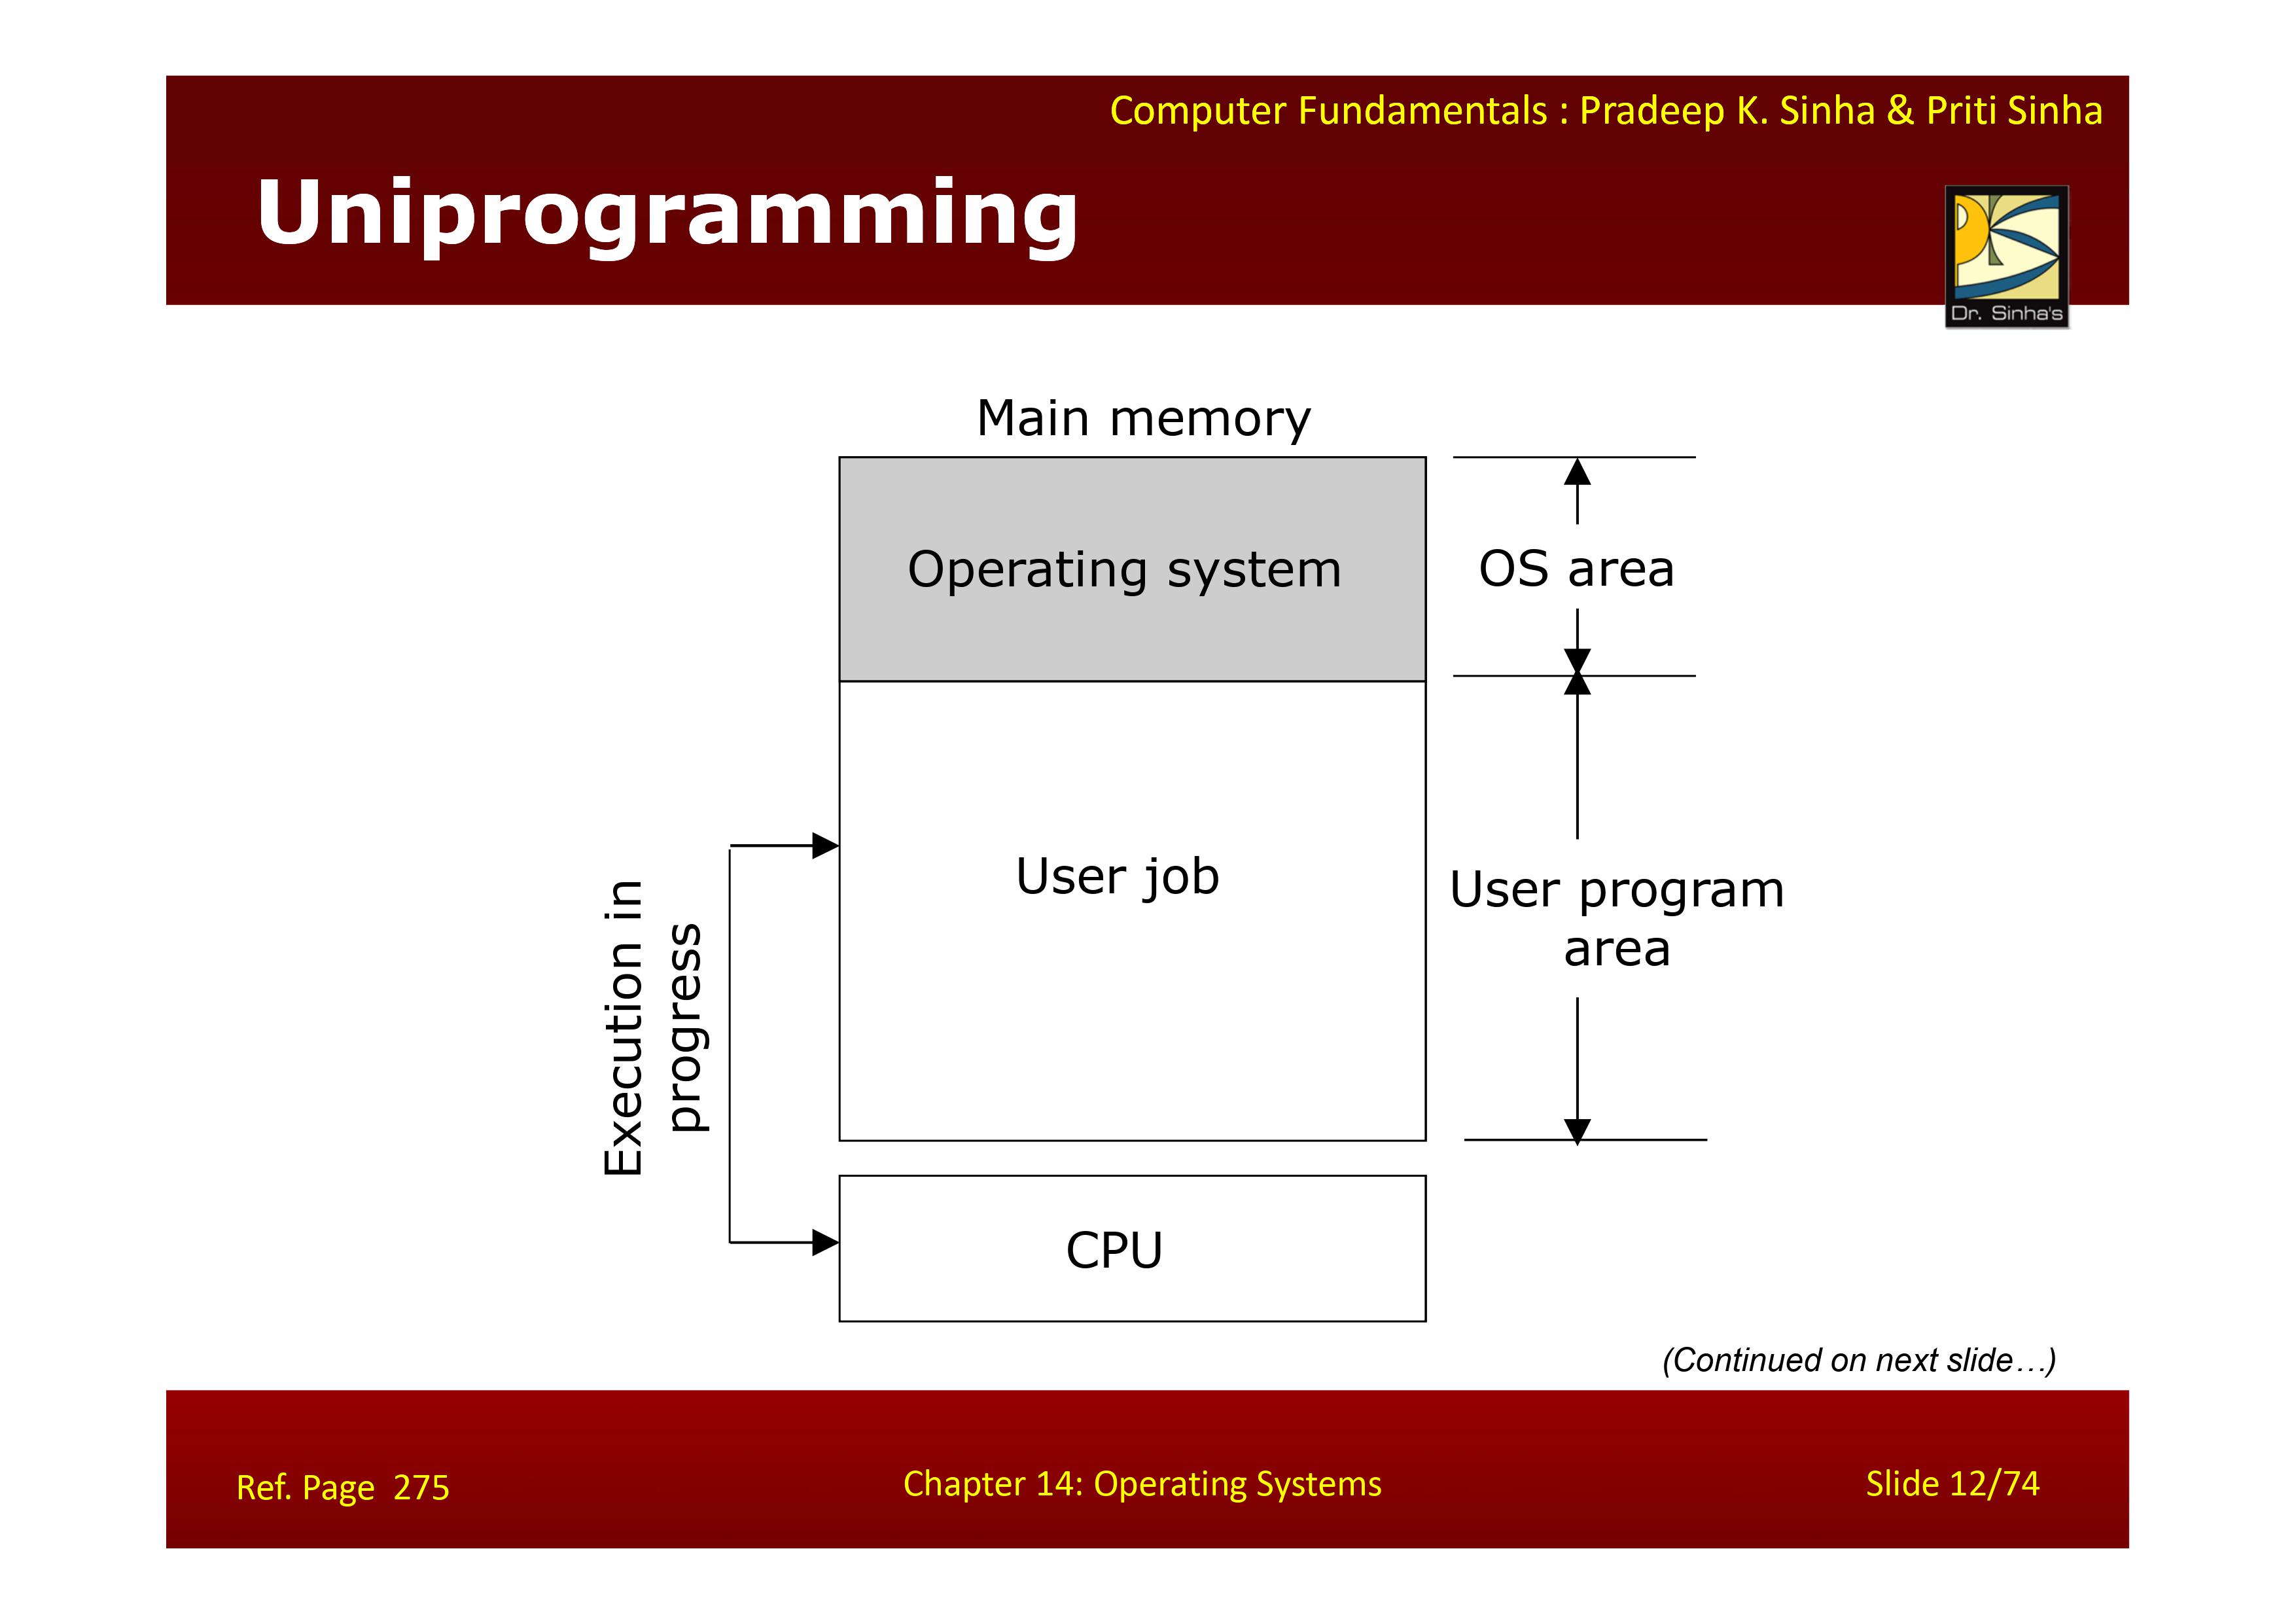 Computer Fundamentals : Pradeep K. Sinha & Priti Sinha
Uniprogramming
Dr. Sinha's
Main memory
Operating system
OS area
User job
User program
area
Execution in
progress
CPU
(Continued on next slide…)
Ref. Page  275
Chapter 14: Operating Systems
Slide 12/74